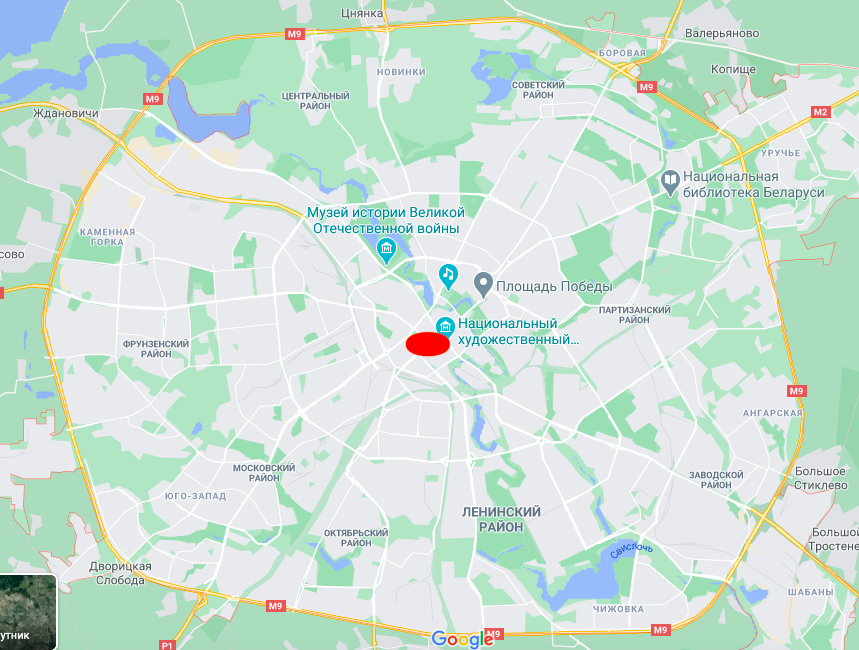 Цнянка
M9
Валерьяново
БОРОВАЯ
НОВИНКИ
Копище
СОВЕТСКИЙ
РАЙОН
M9
ЦЕНТРАЛЬНЫЙ
РАЙОН
M9
Ждановичи
M2
УРУЧЬЕ
Национальная
библиотека Беларуси
Музей истории Великой
Отечественной войны
КАМЕННАЯ
ГОРКА
сово
Площадь Победы
ПАРТИЗАНСКИЙ
РАЙОН
Национальный
художественный...
ФРУНЗЕНСКИЙ
РАЙОН
M9
АНГАРСКАЯ
МОСКОВСКИЙ
РАЙОН
ЗАВОДСКОЙ
РАЙОН
Большое
Стиклево
ЮГО-ЗАПАД
ЛЕНИНСКИЙ
РАЙОН
ОКТЯБРЬСКИЙ
РАЙОН
Большой
Тростене
Свислочь
Дворицкая
Слобода
ШАБАНЫ
M9
ЧИЖОВКА
утник
P1
Google
M9
M9